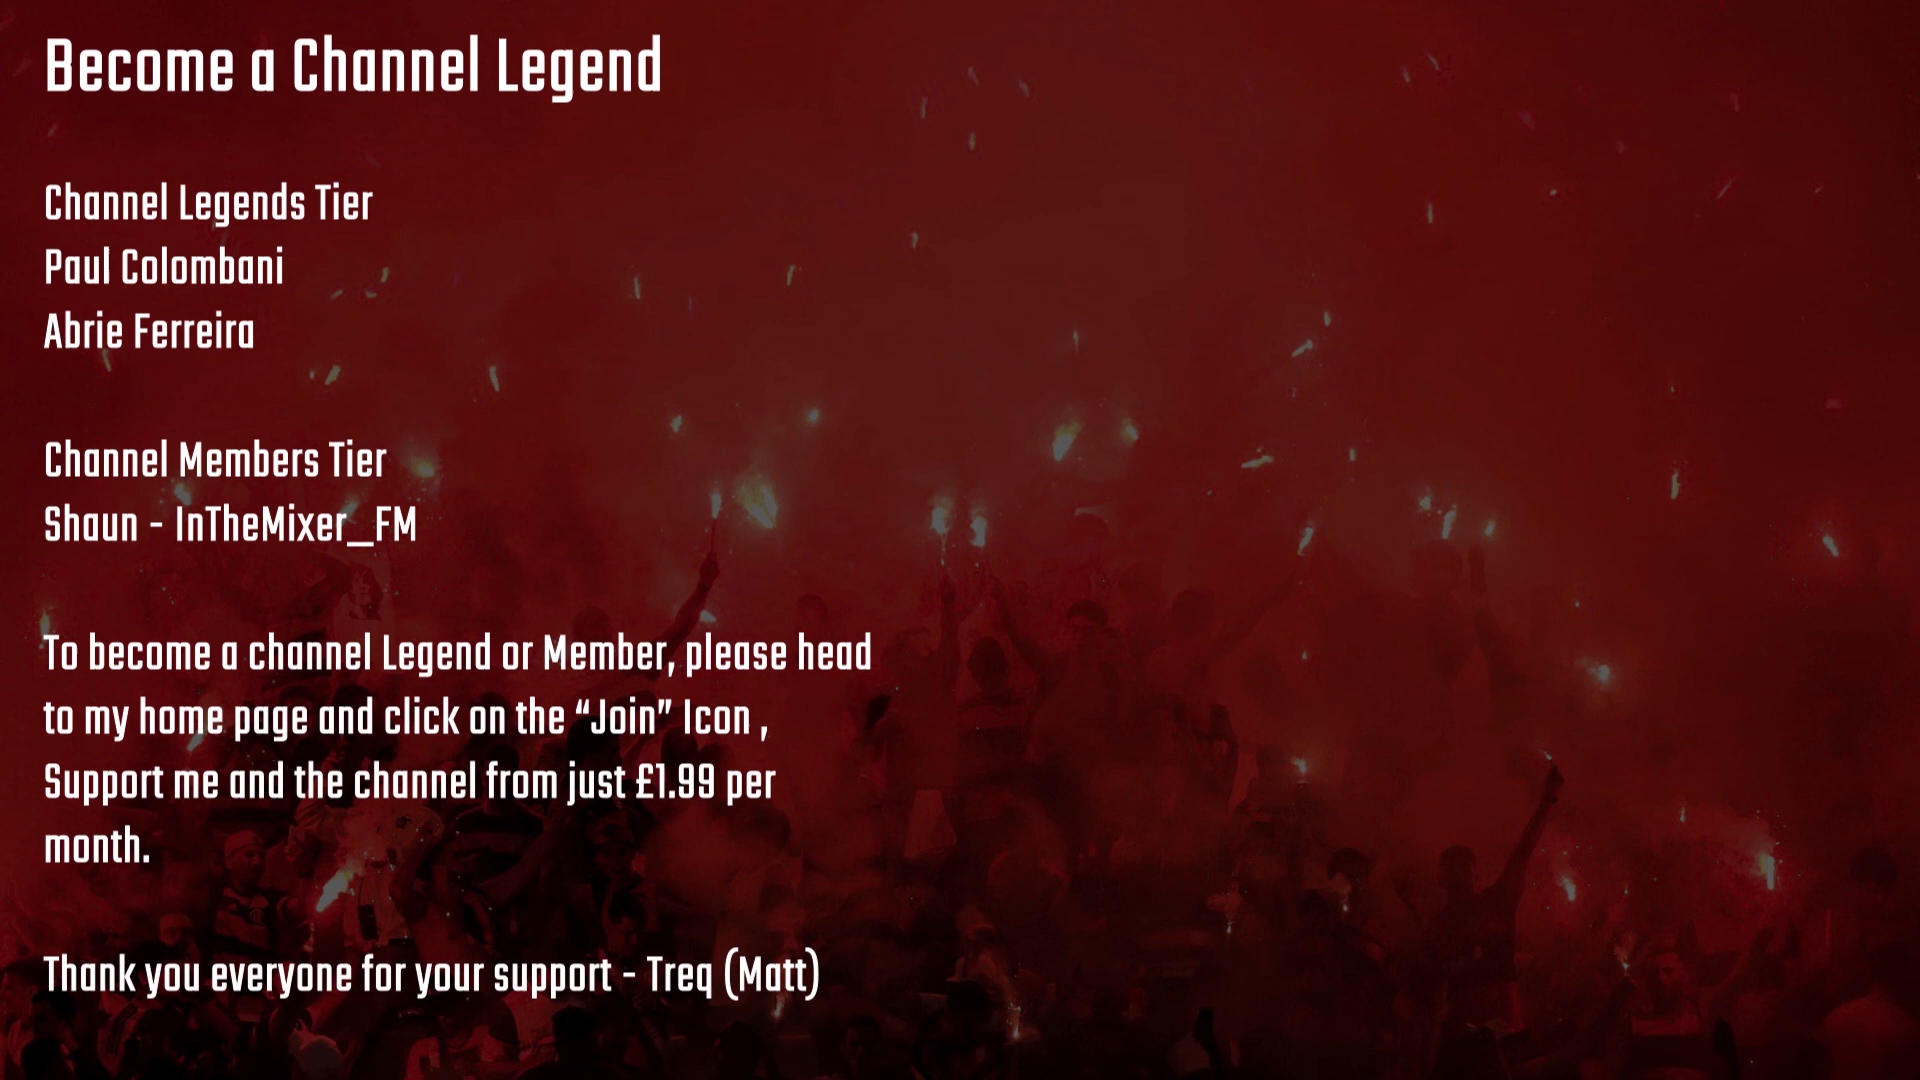 Become a Channel Legend
Channel Legends Tier
Paul Colombani
Abrie Ferreira
Channel Members Tier
Shaun - InTheMixer_FM
To become a channel Legend or Member, please head
to my home page and click on the “Join” Icon ,
Support me and the channel from just £1.99 per
month.
Thank you everyone for your support - Treq (Matt)